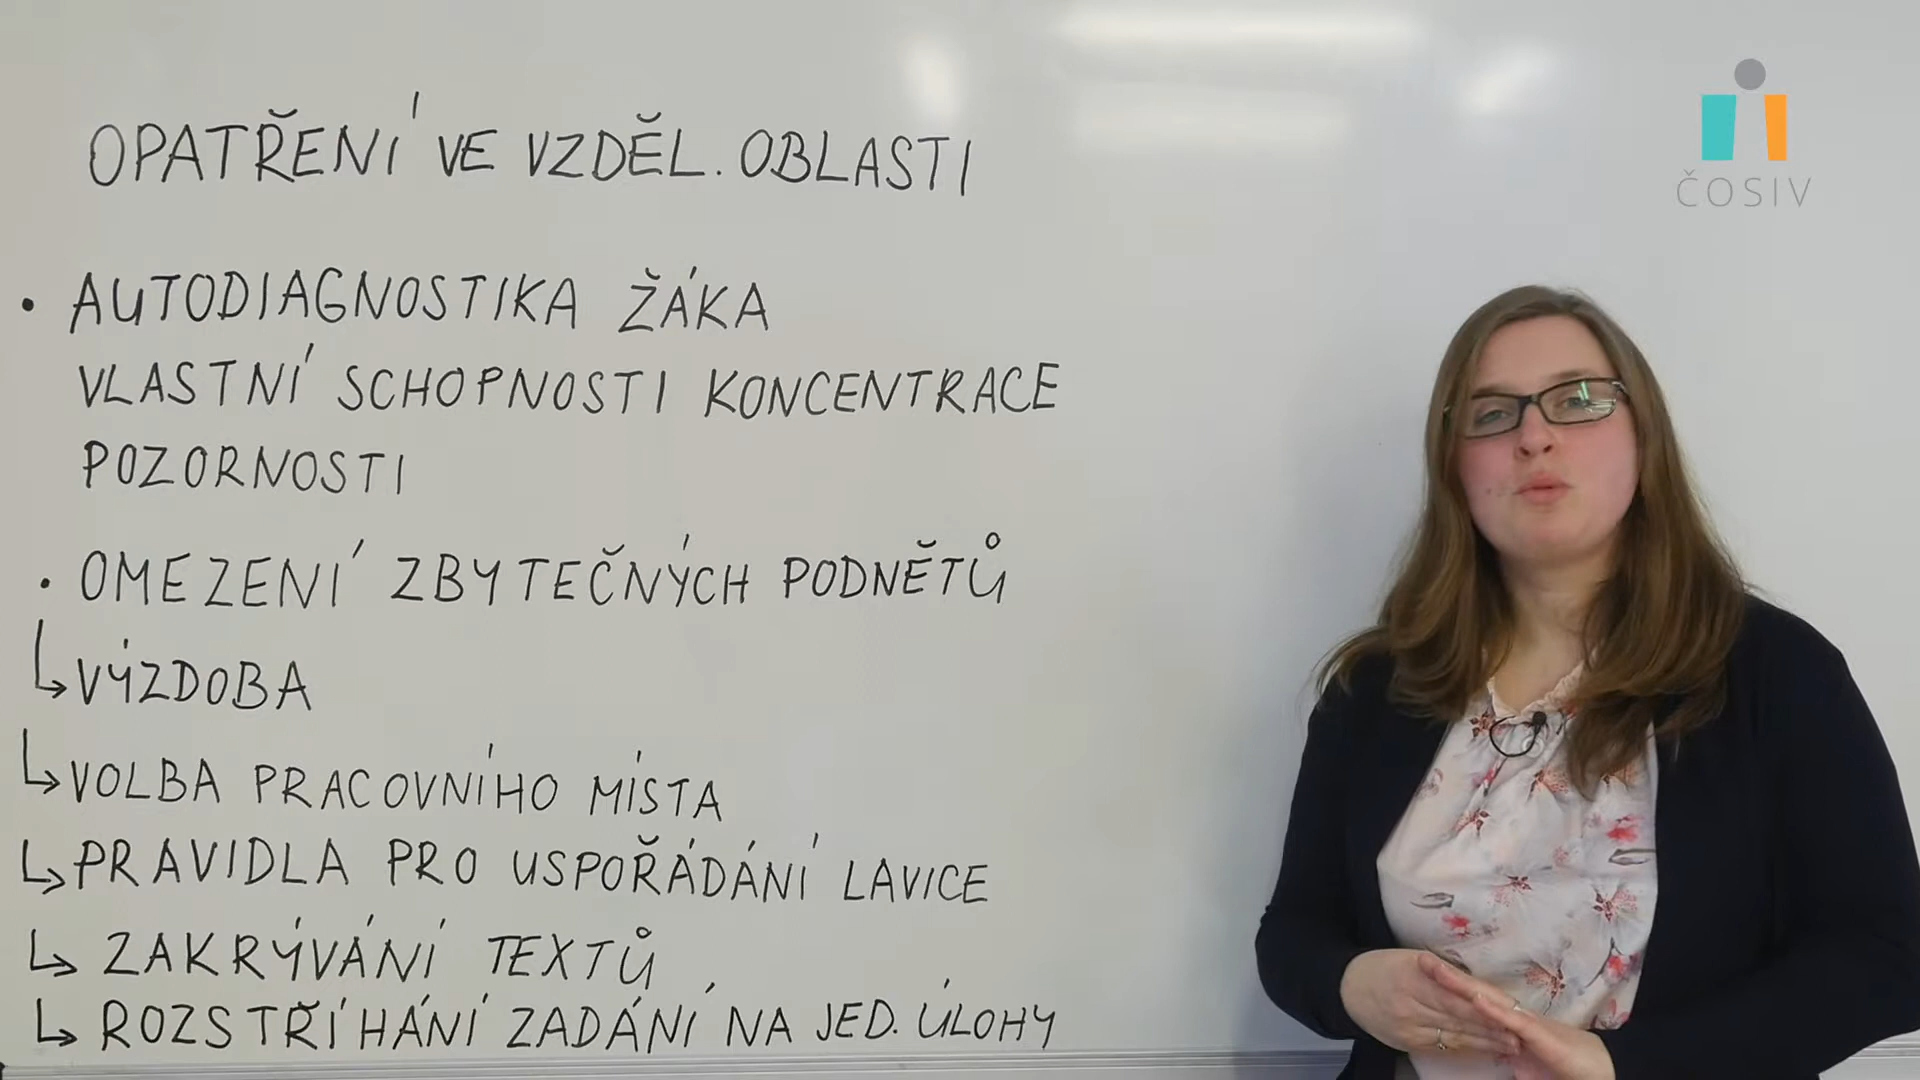 OPATŘENÍ VE VZDĚL. OBLASTI
• AUTODIAGNOSTIKA ŽÁKA
VLASTNÍ SCHOPNOSTI KONCENTRACE
POZORNOSTI
• OMEZENÍ ZBYTEČNÝCH PODNĚTŮ
↳ VÝZDOBA
↳ VOLBA PRACOVNÍHO MÍSTA
↳ PRAVIDLA PRO USPOŘÁDÁNÍ LAVICE
↳ ZAKRÝVÁNÍ TEXTŮ
↳ ROZSTŘÍHÁNÍ ZADÁNÍ NA JED. ÚLOHY
ČOSIV